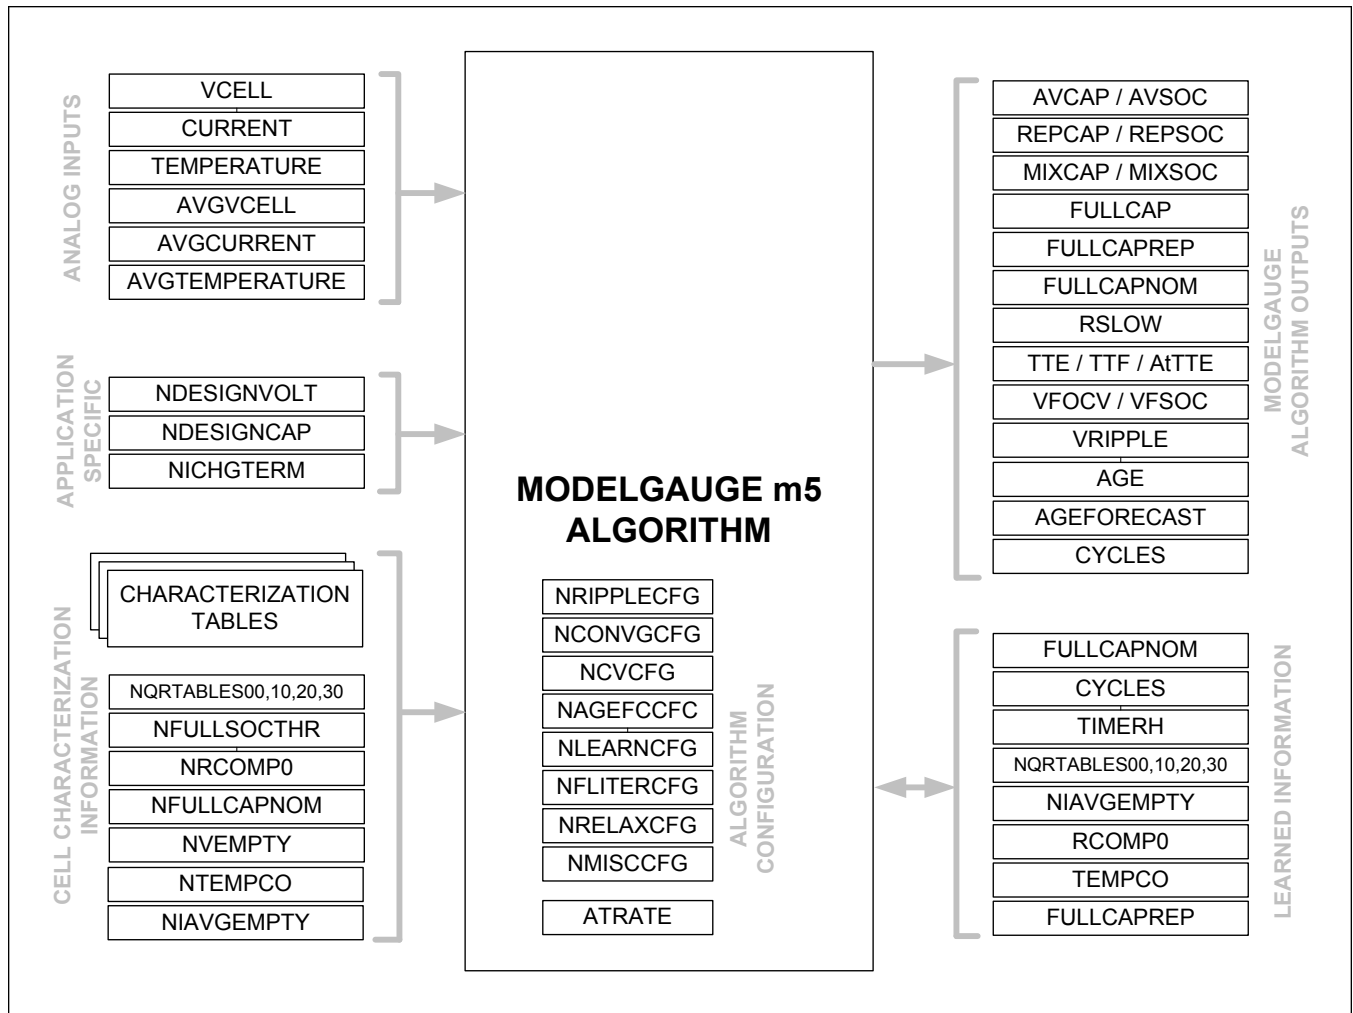 ANALOG INPUTS
VCELL
CURRENT
TEMPERATURE
AVGVCELL
AVGCURRENT
AVGTEMPERATURE
APPLICATION
SPECIFIC
NDESIGNVOLT
NDESIGNCAP
NICHGTERM
CELL CHARACTERIZATION
INFORMATION
CHARACTERIZATION
TABLES
NQRTABLES00,10,20,30
NFULLSOCTHR
NRCOMP0
NFULLCAPNOM
NVEMPTY
NTEMPCO
NIAVGEMPTY
MODELGAUGE m5
ALGORITHM
NRIPPLECFG
NCONVGCFG
NCVCFG
NAGEFCCFC
NLEARNCFG
NFLITERCFG
NRELAXCFG
NMISCCFG
ATRATE
ALGORITHM
CONFIGURATION
AVCAP / AVSOC
REPCAP / REPSOC
MIXCAP / MIXSOC
FULLCAP
FULLCAPREP
FULLCAPNOM
RSLOW
TTE / TTF / AtTTE
VFOCV / VFSOC
VRIPPLE
AGE
AGEFORECAST
CYCLES
MODELGAUGE
ALGORITHM OUTPUTS
FULLCAPNOM
CYCLES
TIMERH
NQRTABLES00,10,20,30
NIAVGEMPTY
RCOMP0
TEMPCO
FULLCAPREP
LEARNED INFORMATION